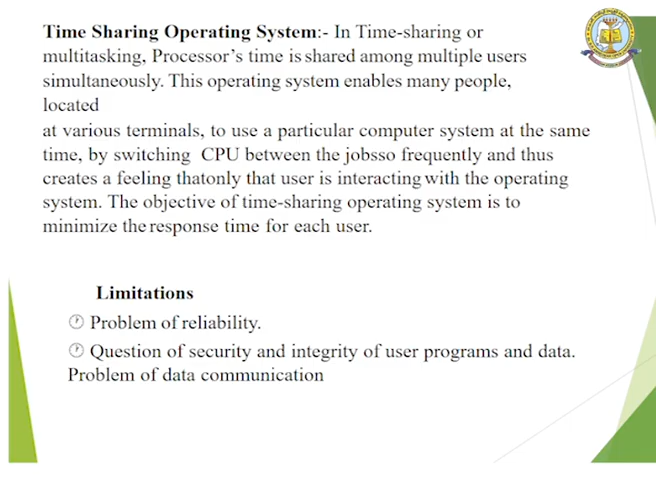 Time Sharing Operating System:- In Time-sharing or
multitasking, Processor's time is shared among multiple users
simultaneously. This operating system enables many people,
located
at various terminals, to use a particular computer system at the same
time, by switching CPU between the jobsso frequently and thus
creates a feeling thatonly that user is interacting with the operating
system. The objective of time-sharing operating system is to
minimize the response time for each user.
Limitations
Problem of reliability.
Question of security and integrity of user programs and data.
Problem of data communication